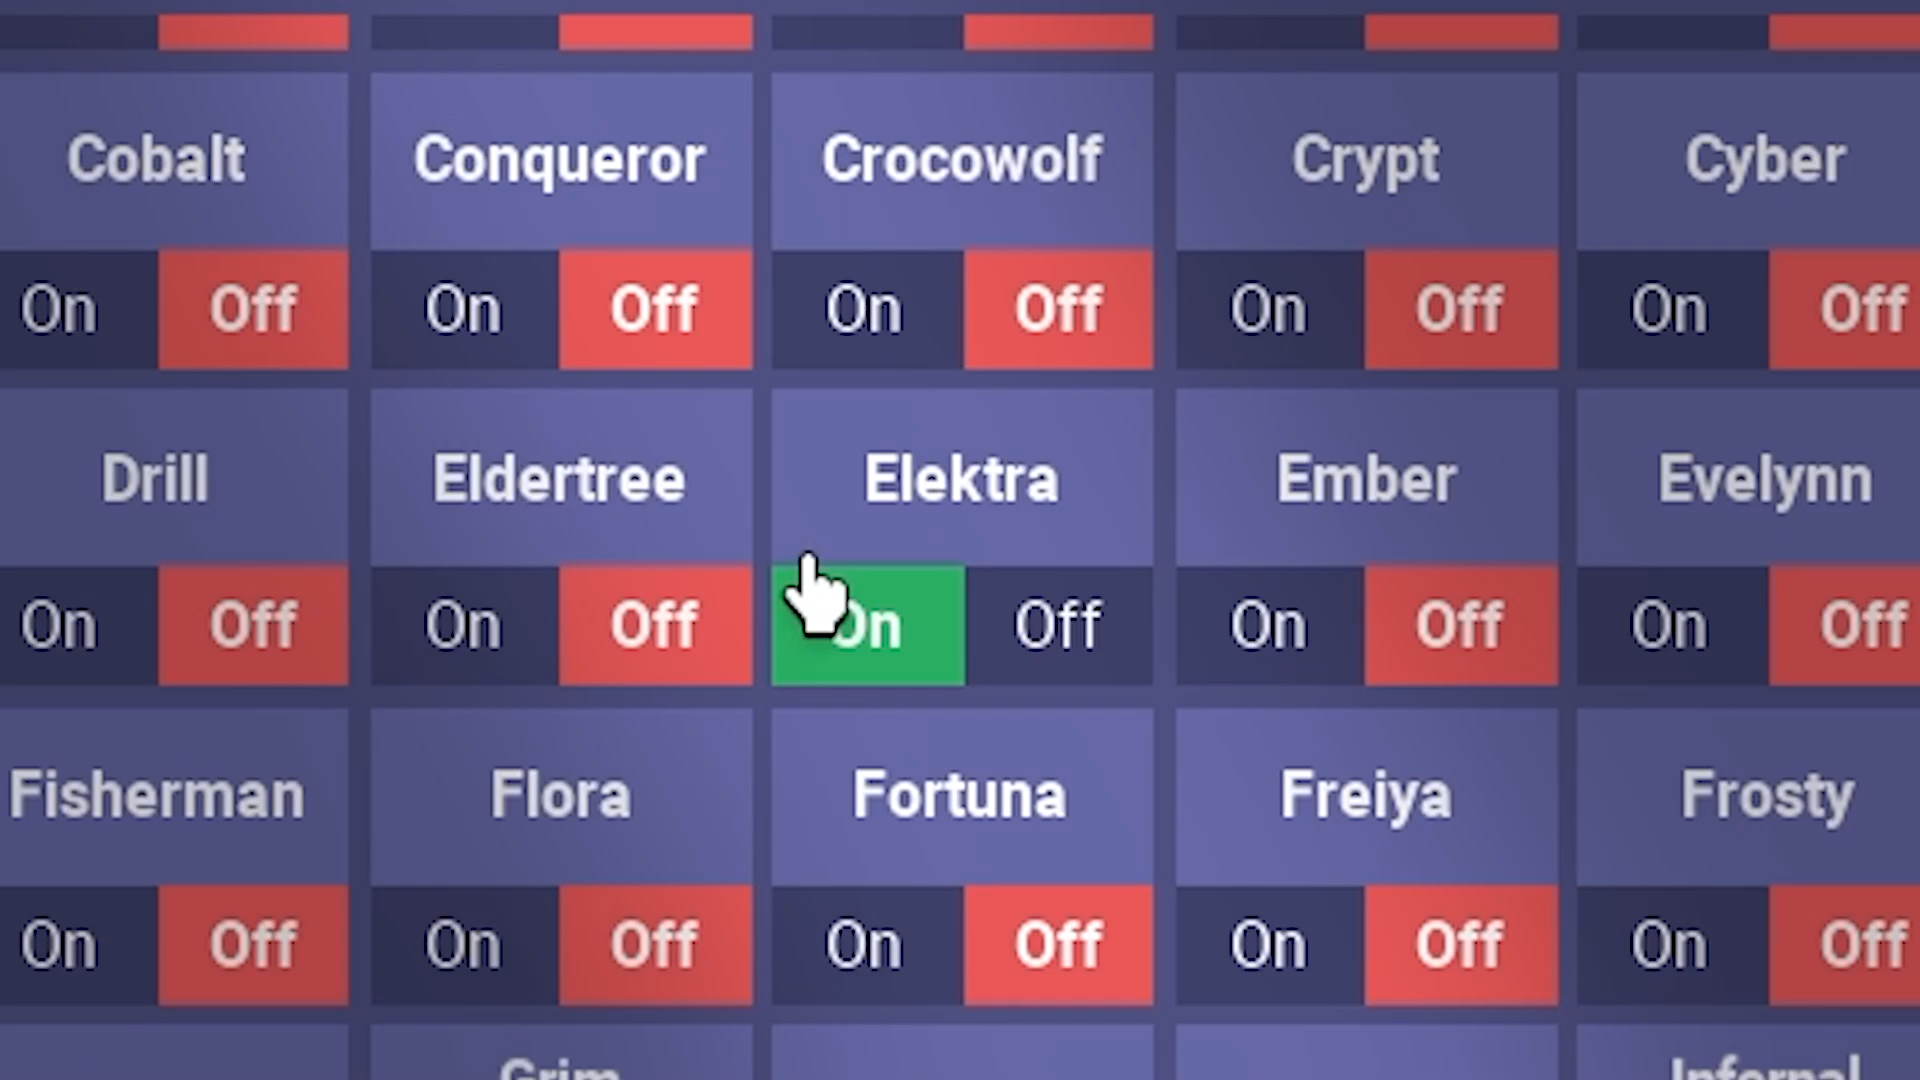 Cobalt Conqueror Crocowolf Crypt Cyber
On Off On Off On Off On Off On Off
Drill Eldertree Elektra Ember Evelynn
On Off On Off On Off On Off On Off
Fisherman Flora Fortuna Freiya Frosty
On Off On Off On Off On Off On Off
Grim Infernal